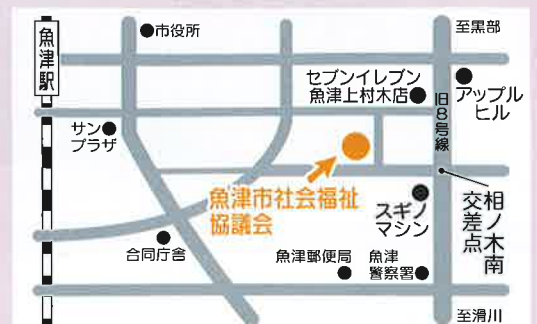 市役所
至黒部
魚津駅
セブンイレブン
魚津上村木店
アップル
ヒル
旧8号線
サン
プラザ
魚津市社会福祉
協議会
スギノ
マシン
相ノ木南
交差点
合同庁舎
魚津郵便局
魚津
警察署
至滑川